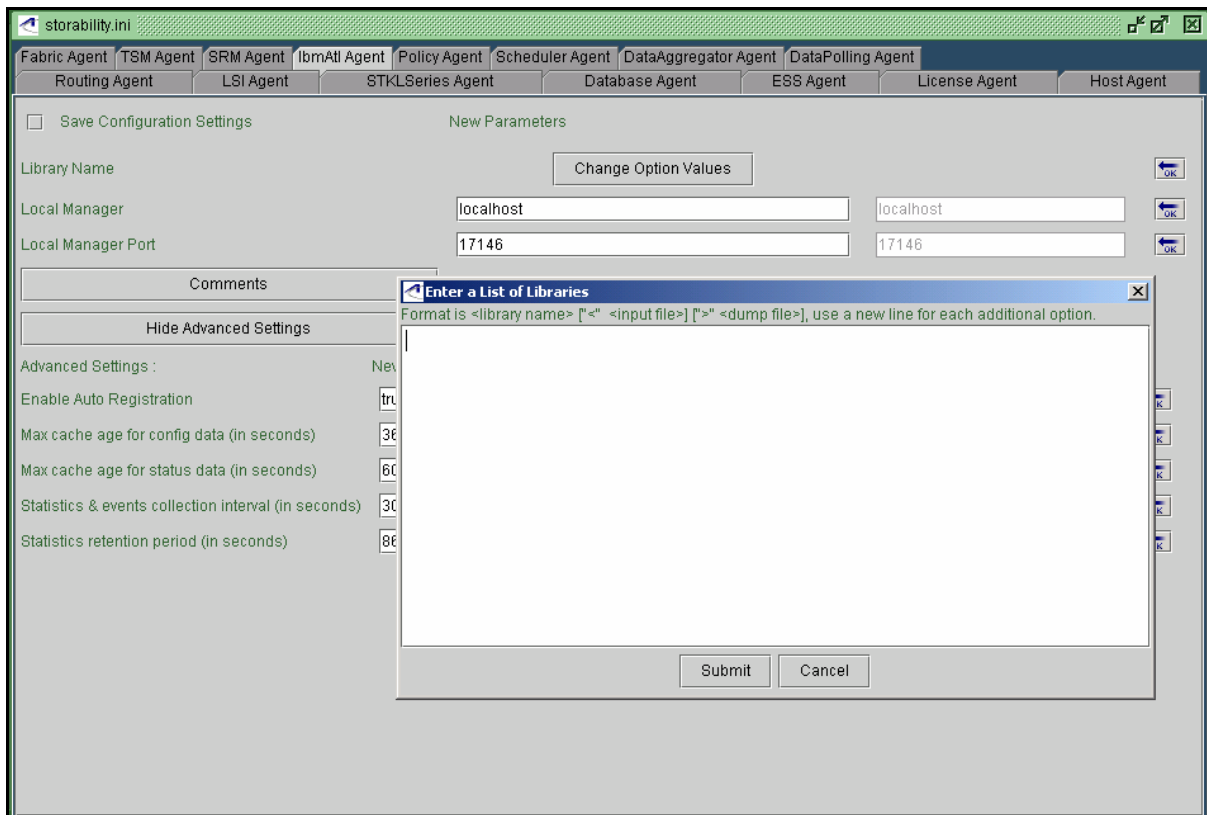 storability.ini
Fabric Agent TSM Agent SRM Agent IbmAtl Agent Policy Agent Scheduler Agent DataAggregator Agent DataPolling Agent
Routing Agent LSI Agent STKLSeries Agent Database Agent ESS Agent License Agent Host Agent
Save Configuration Settings New Parameters
Library Name Change Option Values OK
Local Manager localhost localhost OK
Local Manager Port 17146 17146 OK
Comments
Enter a List of Libraries
Format is <library name> ["<" <input file>] [">" <dump file>], use a new line for each additional option.
Hide Advanced Settings
Advanced Settings :
Enable Auto Registration
Max cache age for config data (in seconds)
Max cache age for status data (in seconds)
Statistics & events collection interval (in seconds)
Statistics retention period (in seconds)
Submit Cancel